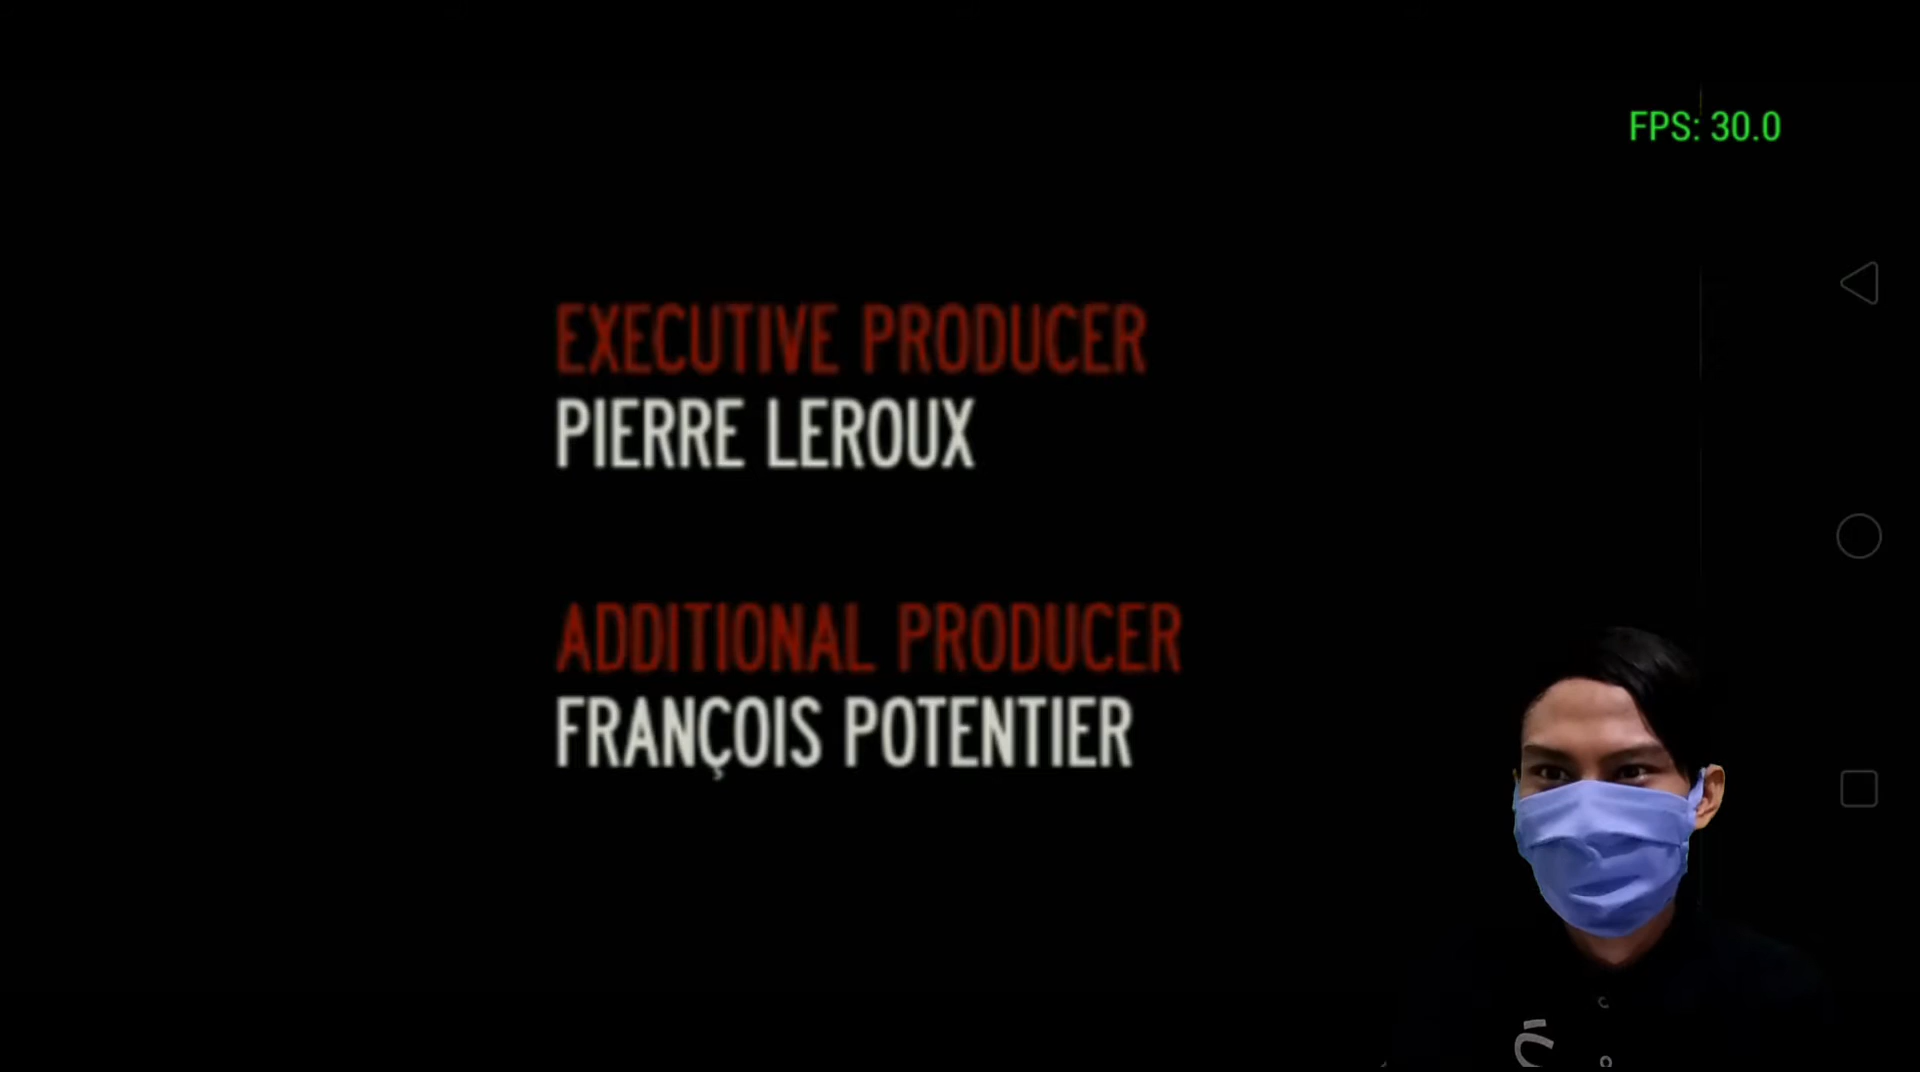 FPS: 30.0
EXECUTIVE PRODUCER
PIERRE LEROUX
ADDITIONAL PRODUCER
FRANÇOIS POTENTIER